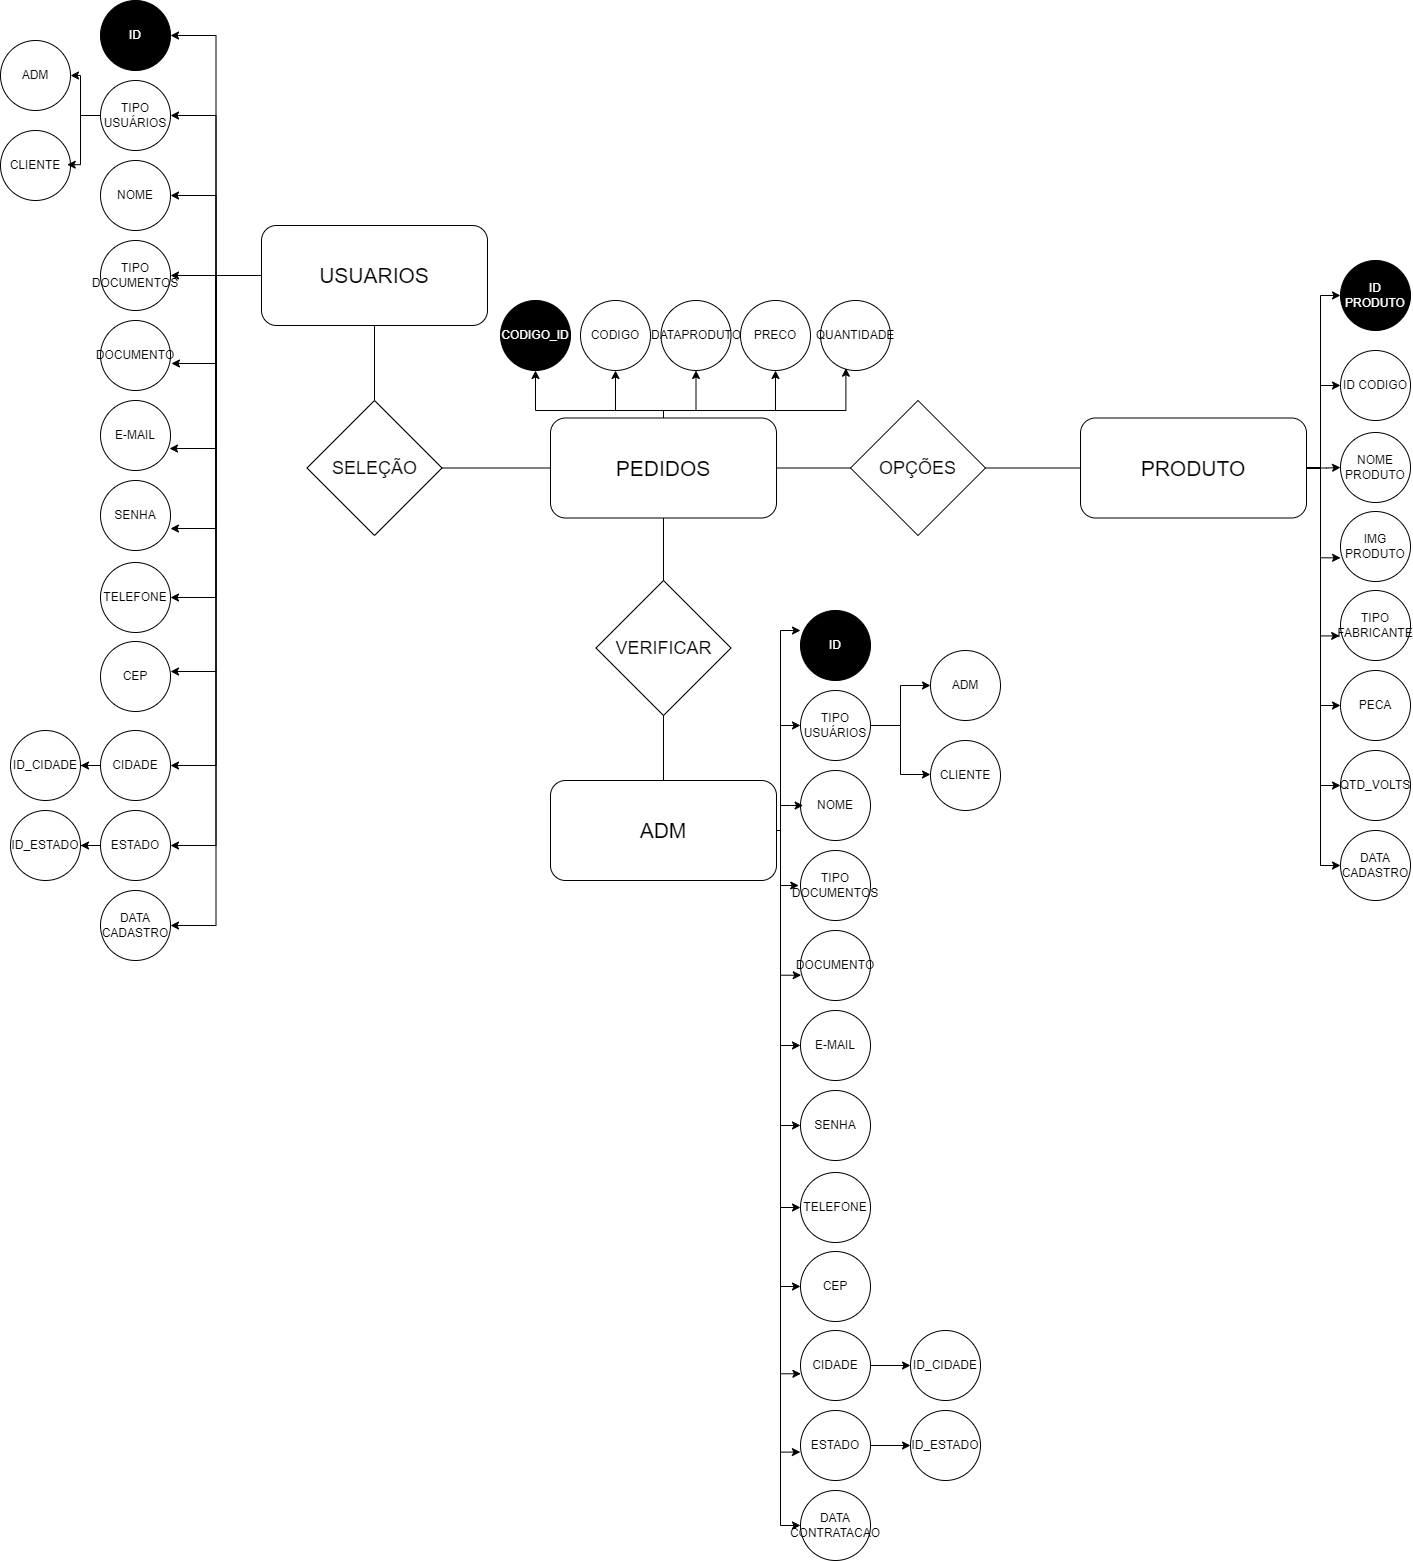 ID
ADM
TIPO
USUÁRIOS
CLIENTE
NOME
TIPO
DOCUMENTOS
DOCUMENTO
E-MAIL
SENHA
TELEFONE
CEP
ID_CIDADE
CIDADE
ID_ESTADO
ESTADO
DATA
CADASTRO
USUARIOS
SELEÇÃO
CODIGO_ID
CODIGO
DATAPRODUTO
PRECO
QUANTIDADE
PEDIDOS
OPÇÕES
PRODUTO
ID
PRODUTO
ID CODIGO
NOME
PRODUTO
IMG
PRODUTO
TIPO
FABRICANTE
PECA
QTD_VOLTS
DATA
CADASTRO
VERIFICAR
ADM
ID
TIPO
USUÁRIOS
ADM
CLIENTE
NOME
TIPO
DOCUMENTOS
DOCUMENTO
E-MAIL
SENHA
TELEFONE
CEP
CIDADE
ID_CIDADE
ESTADO
ID_ESTADO
DATA
CONTRATACAO